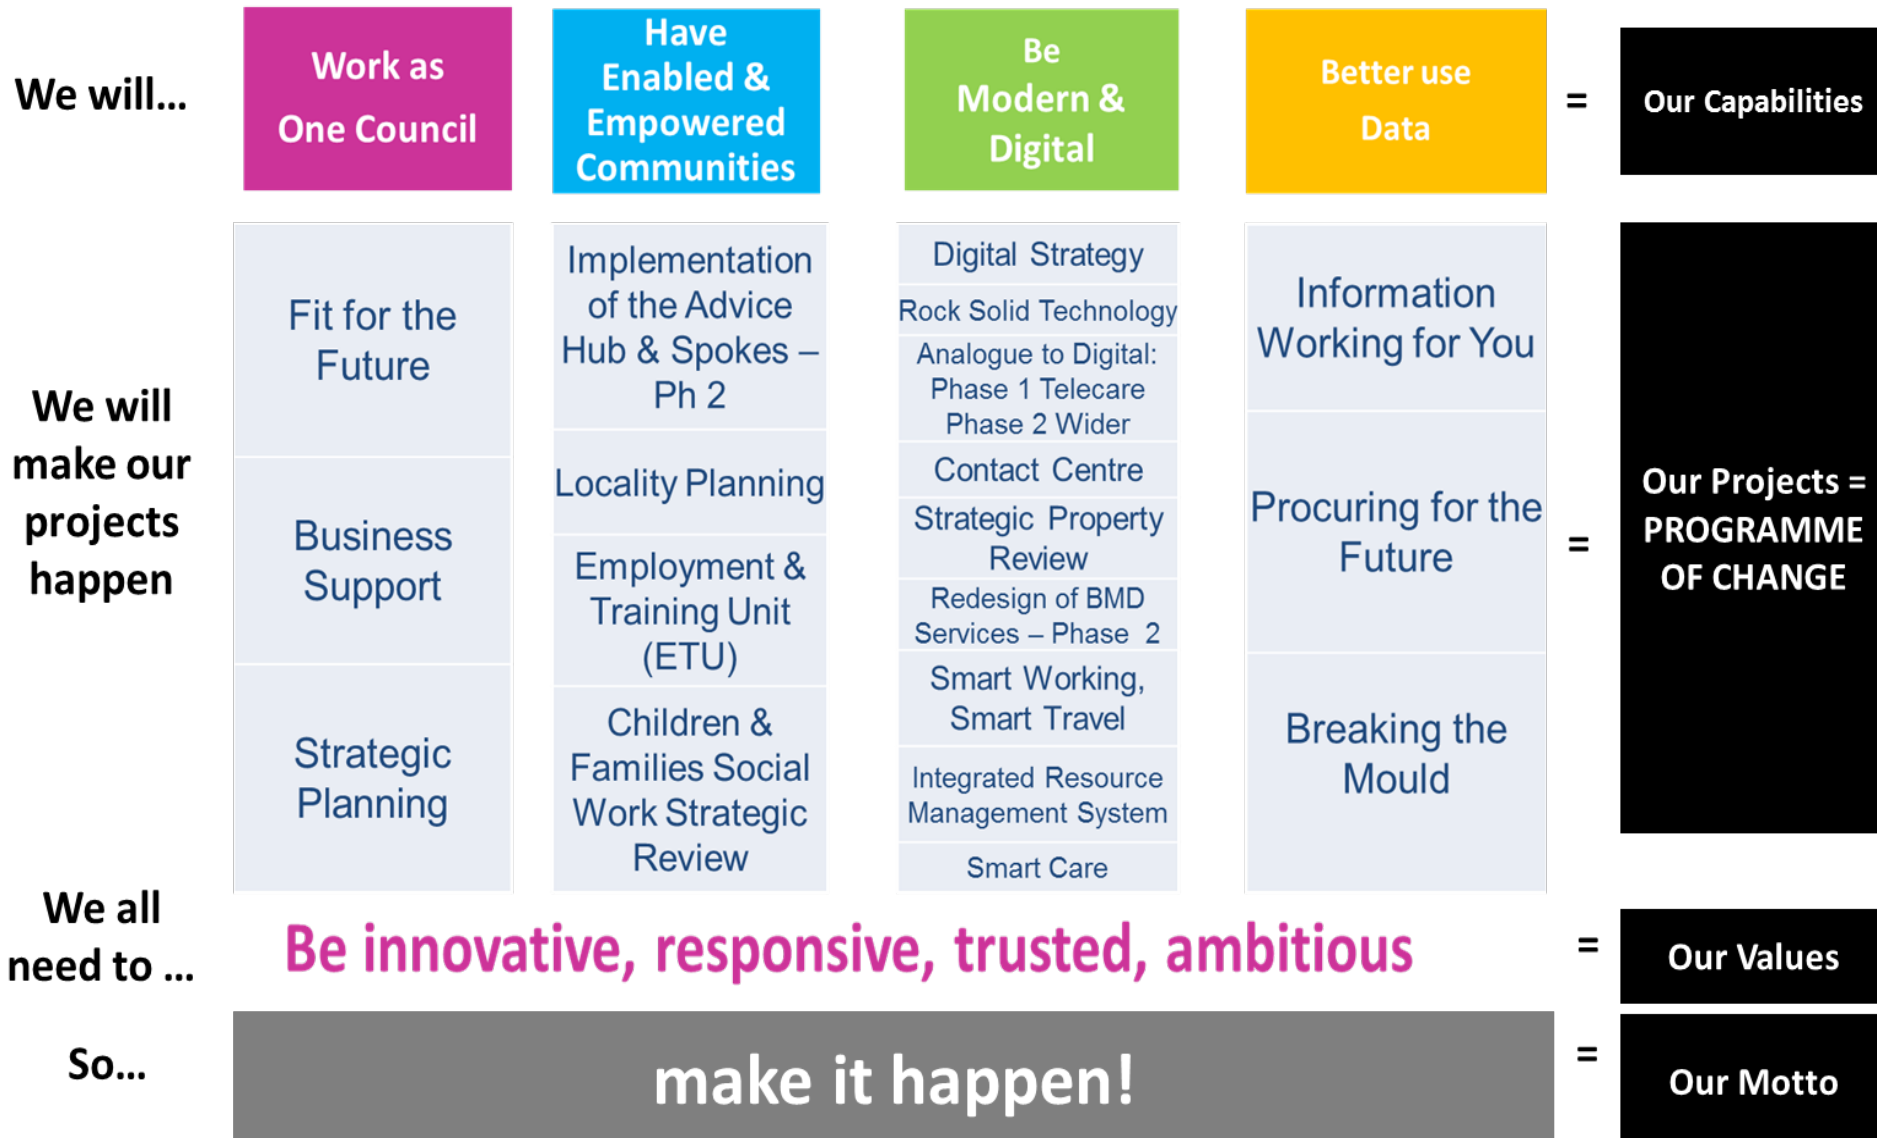 We will...
Work as
One Council
Have
Enabled &
Empowered
Communities
Be
Modern &
Digital
Better use
Data
=
Our Capabilities
We will
make our
projects
happen
Fit for the
Future
Business
Support
Strategic
Planning
Implementation
of the Advice
Hub & Spokes –
Ph 2
Locality Planning
Employment &
Training Unit
(ETU)
Children &
Families Social
Work Strategic
Review
Digital Strategy
Rock Solid Technology
Analogue to Digital:
Phase 1 Telecare
Phase 2 Wider
Contact Centre
Strategic Property
Review
Redesign of BMD
Services – Phase 2
Smart Working,
Smart Travel
Integrated Resource
Management System
Smart Care
Information
Working for You
Procuring for the
Future
Breaking the
Mould
=
Our Projects =
PROGRAMME
OF CHANGE
We all
need to ...
Be innovative, responsive, trusted, ambitious
=
Our Values
So...
make it happen!
=
Our Motto